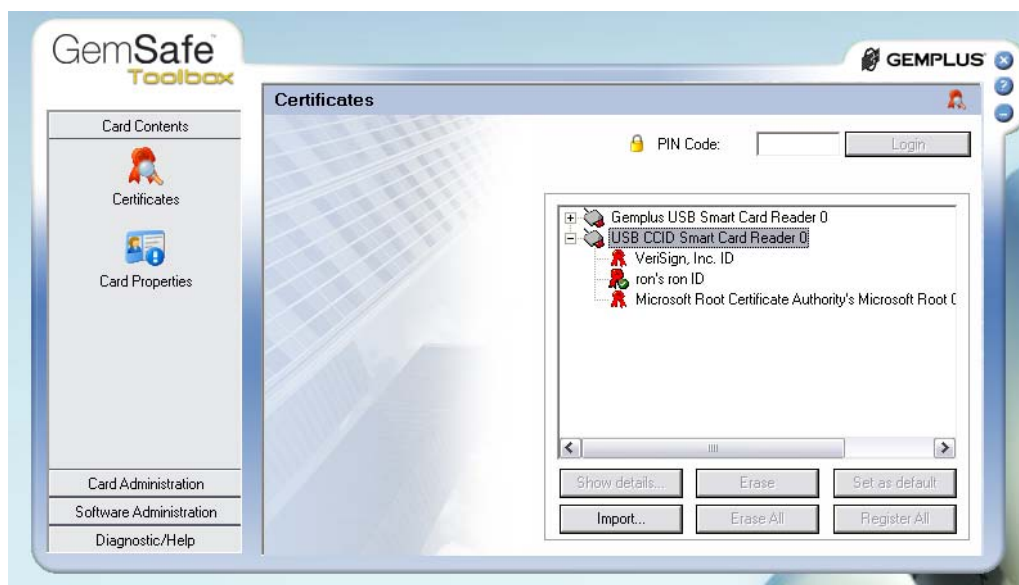 GemSafe
Toolbox
GEMPLUS
Certificates
Card Contents
Certificates
Card Properties
Card Administration
Software Administration
Diagnostic/Help
PIN Code:
Login
Gemplus USB Smart Card Reader 0
USB CCID Smart Card Reader 0
VeriSign, Inc. ID
ron's ron ID
Microsoft Root Certificate Authority's Microsoft Root C
Show details...
Erase
Set as default
Import...
Erase All
Register All